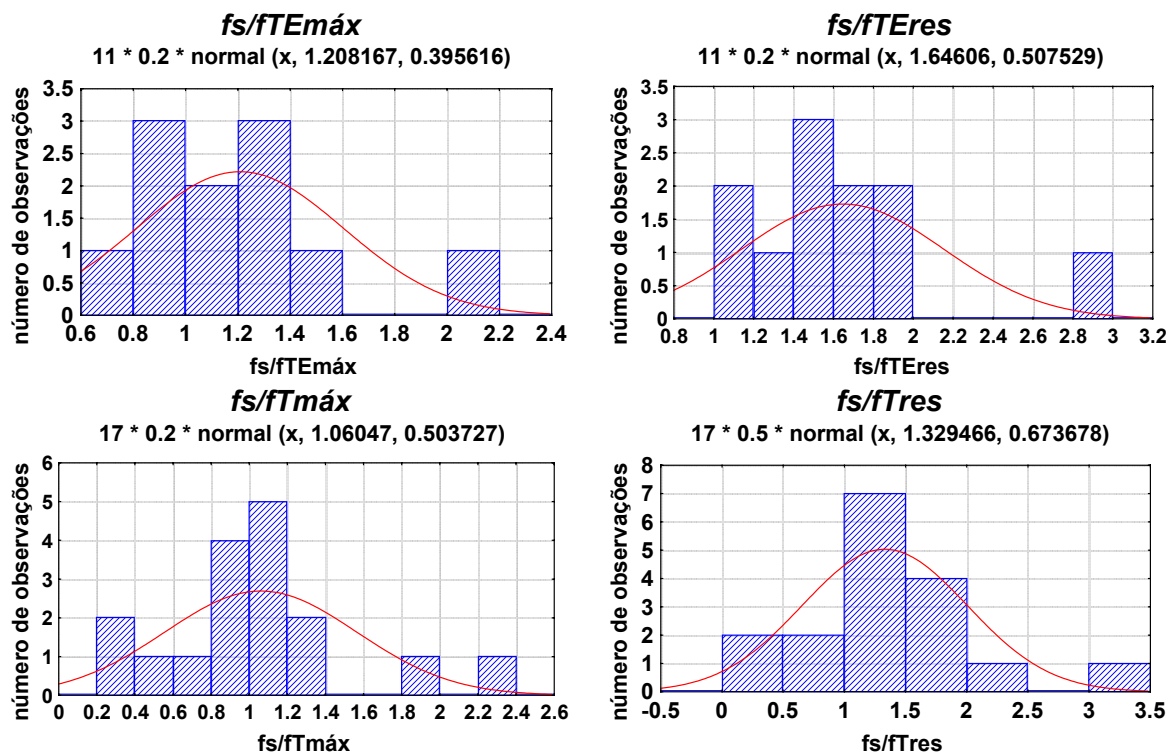 fs/fTEmáx
11 * 0.2 * normal (x, 1.208167, 0.395616)
número de observações
3.5
3
2.5
2
1.5
1
0.5
0
0.6 0.8 1 1.2 1.4 1.6 1.8 2 2.2 2.4
fs/fTEmáx
fs/fTEres
11 * 0.2 * normal (x, 1.64606, 0.507529)
número de observações
3.5
3
2.5
2
1.5
1
0.5
0
0.8 1 1.2 1.4 1.6 1.8 2 2.2 2.4 2.6 2.8 3 3.2
fs/fTEres
fs/fTmáx
17 * 0.2 * normal (x, 1.06047, 0.503727)
número de observações
6
5
4
3
2
1
0
0 0.2 0.4 0.6 0.8 1 1.2 1.4 1.6 1.8 2 2.2 2.4 2.6
fs/fTmáx
fs/fTres
17 * 0.5 * normal (x, 1.329466, 0.673678)
número de observações
8
7
6
5
4
3
2
1
0
-0.5 0 0.5 1 1.5 2 2.5 3 3.5
fs/fTres